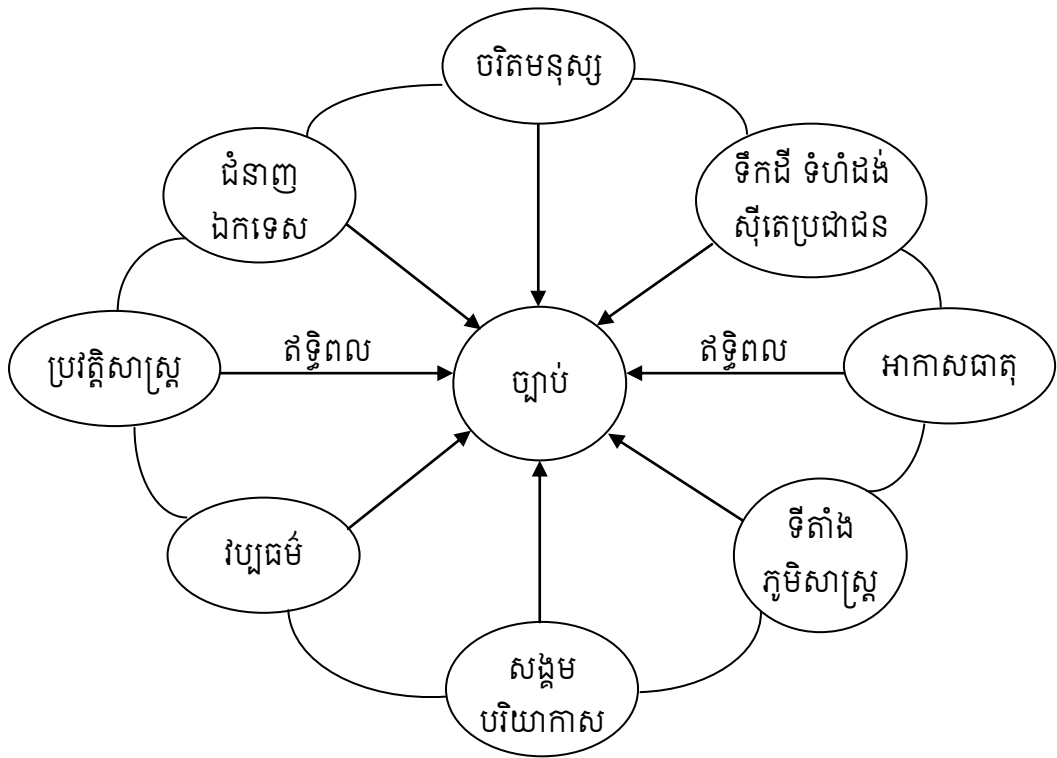 ចរិតមនុស្ស
ជំនាញ
ឯកទេស
ទឹកដី ទំហំដង់
ស៊ីតេប្រជាជន
ប្រវត្តិសាស្ត្រ
ឥទ្ធិពល
ច្បាប់
ឥទ្ធិពល
អាកាសធាតុ
វប្បធម៌
ទីតាំង
ភូមិសាស្ត្រ
សង្គម
បរិយាកាស